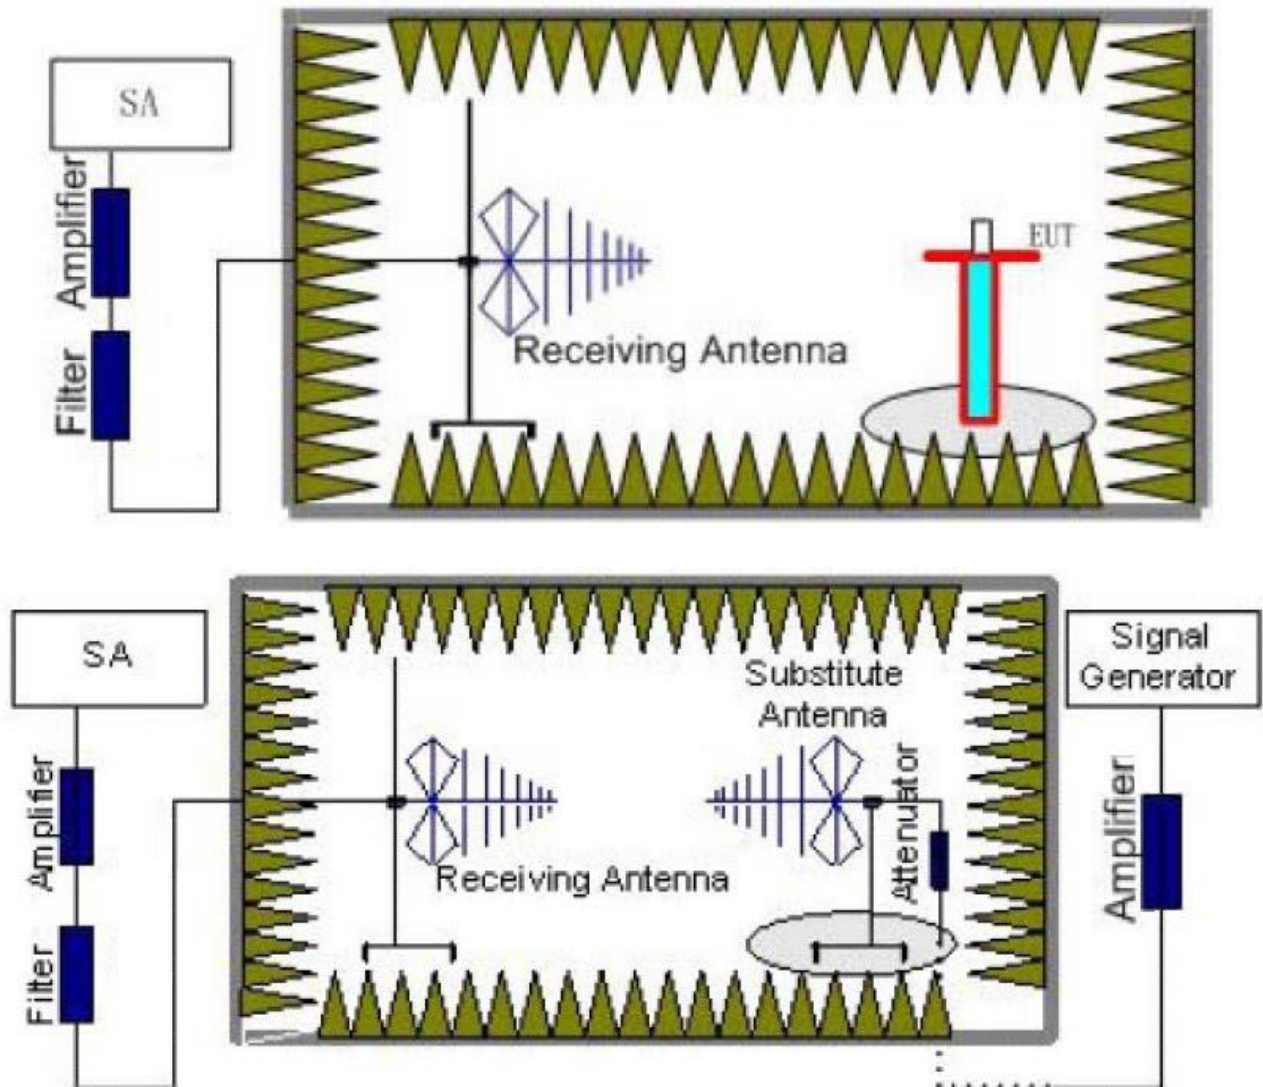 SA
Amplifier
Filter
EUT
Receiving Antenna
SA
Amplifier
Filter
Receiving Antenna
Substitute
Antenna
Attenuator
Signal
Generator
Amplifier